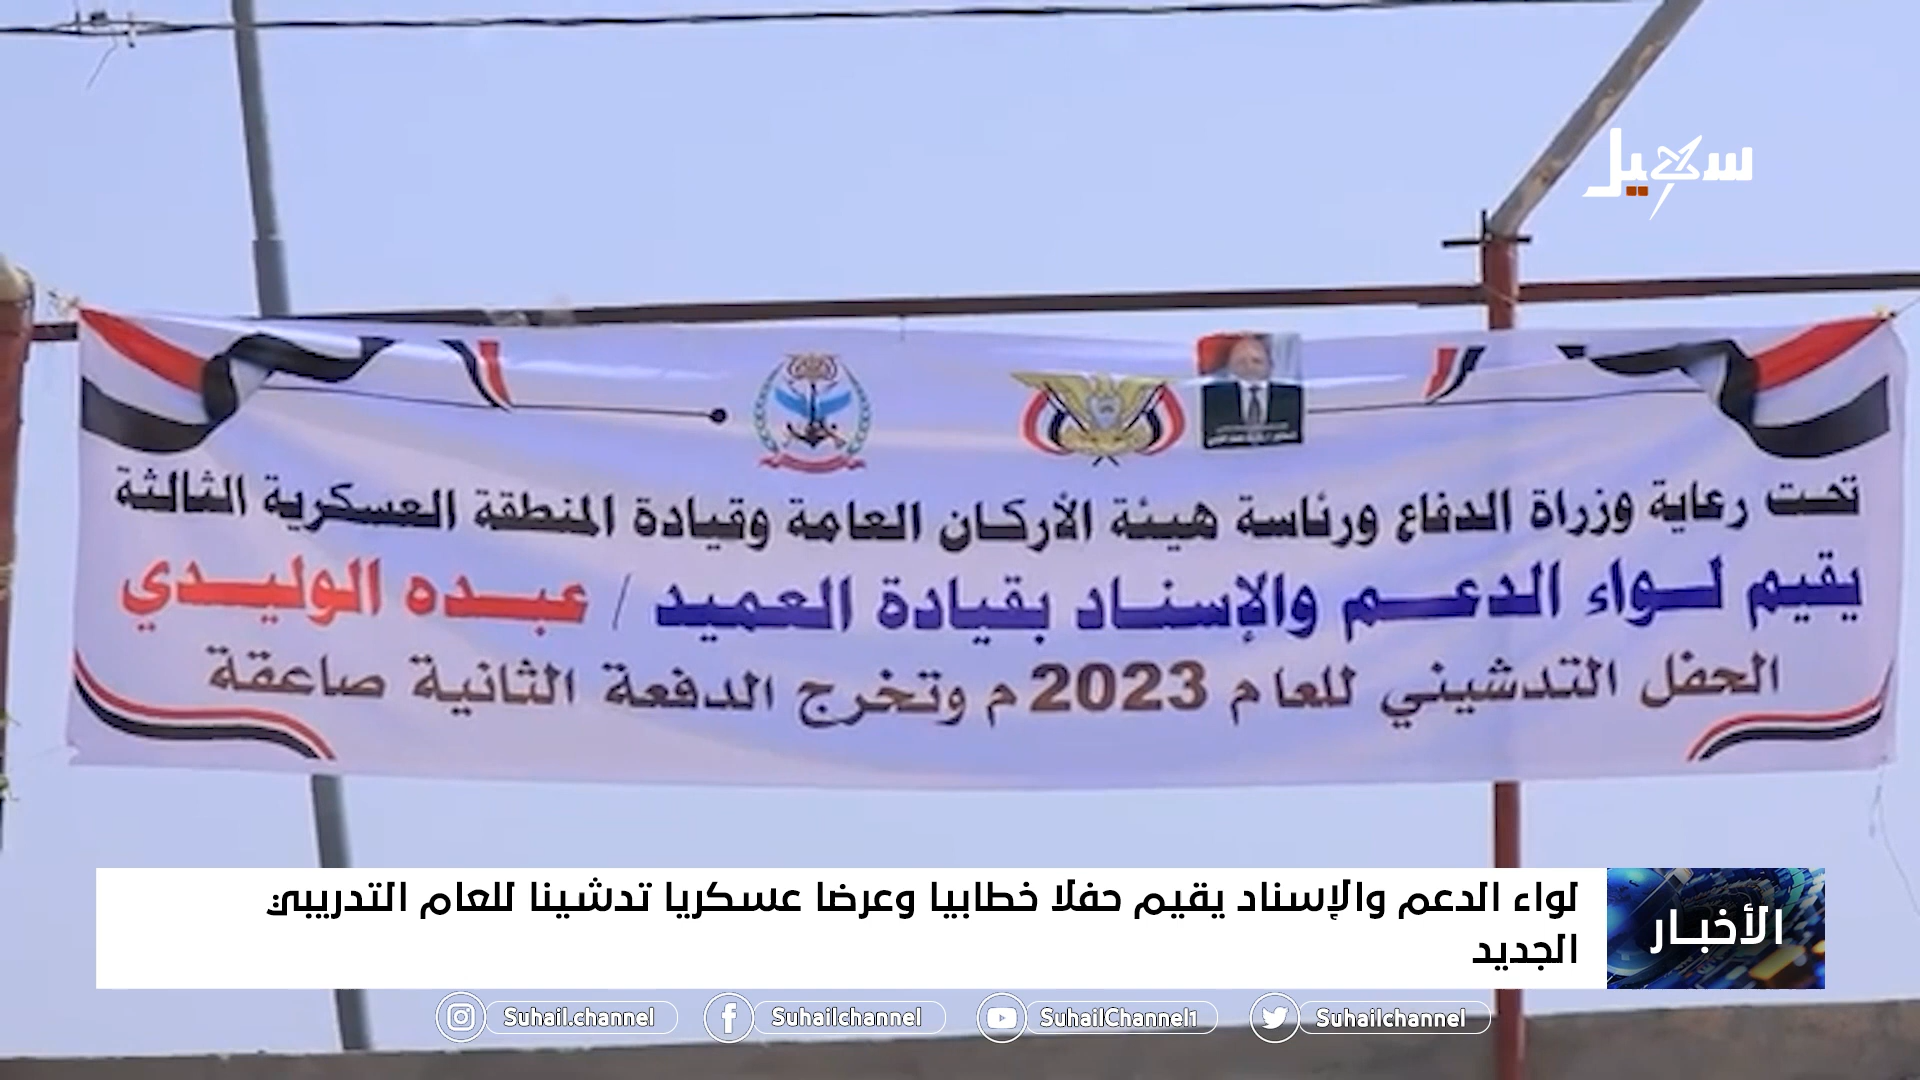 سهيل
تحت رعاية وزراة الدفاع ورئاسة هيئة الأركان العامة وقيادة المنطقة العسكرية الثالثة
يقيم لواء الدعم والإسناد بقيادة العميد / عبده الوليدي
الحفل التدشيني للعام 2023م وتخرج الدفعة الثانية صاعقة
الأخبار
لواء الدعم والإسناد يقيم حفلا خطابيا وعرضا عسكريا تدشينا للعام التدريبي
الجديد
Suhail.channel Suhailchannel SuhailChannel1 Suhailchannel